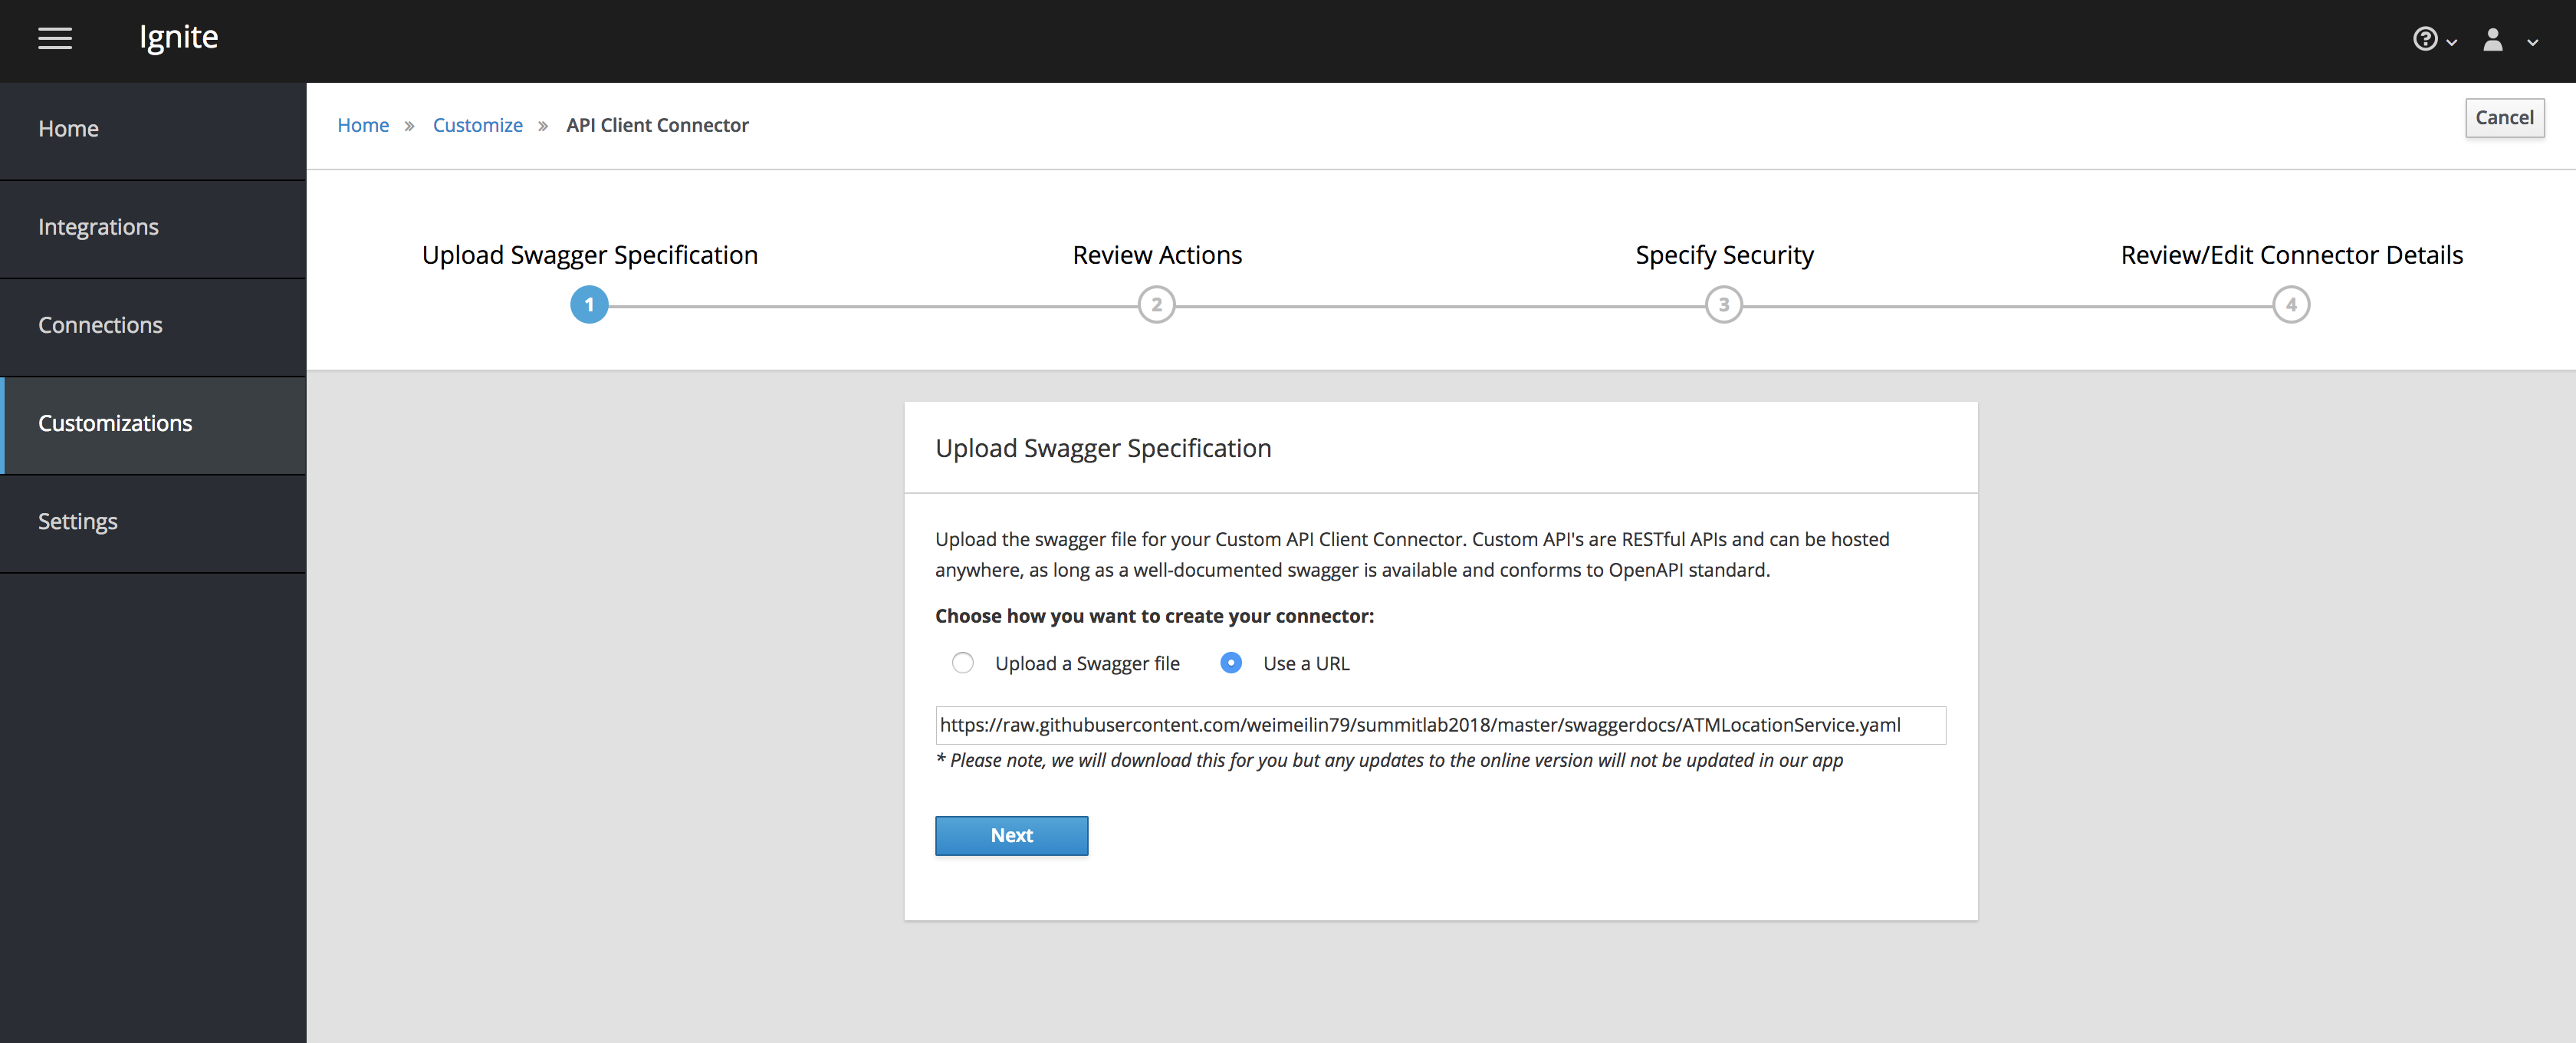 Ignite
Home
Integrations
Connections
Customizations
Settings
Home » Customize » API Client Connector
Cancel
Upload Swagger Specification
1
Review Actions
2
Specify Security
3
Review/Edit Connector Details
4
Upload Swagger Specification
Upload the swagger file for your Custom API Client Connector. Custom API's are RESTful APIs and can be hosted
anywhere, as long as a well-documented swagger is available and conforms to OpenAPI standard.
Choose how you want to create your connector:
Upload a Swagger file
Use a URL
https://raw.githubusercontent.com/weimeilin79/summitlab2018/master/swaggerdocs/ATMLocationService.yaml
* Please note, we will download this for you but any updates to the online version will not be updated in our app
Next